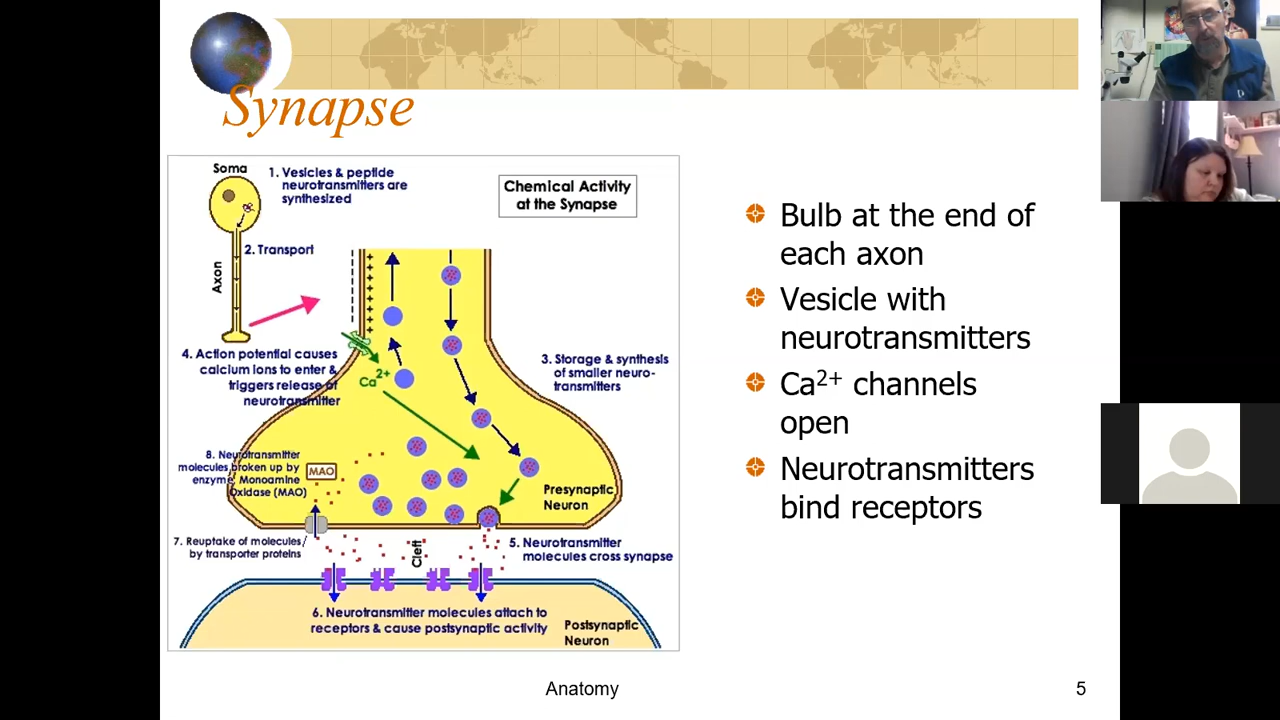 Synapse
Soma
1. Vesicles & peptide
neurotransmitters are
synthesized
Chemical Activity
at the Synapse
2. Transport
Axon
4. Action potential causes
calcium ions to enter &
triggers release of
neurotransmitter
Ca2+
3. Storage & synthesis
of smaller neuro-
transmitters
8. Neurotransmitter
molecules broken up by
enzyme, Monoamine
Oxidase (MAO)
MAO
Presynaptic
Neuron
7. Reuptake of molecules
by transporter proteins
Cleft
5. Neurotransmitter
molecules cross synapse
6. Neurotransmitter molecules attach to
receptors & cause postsynaptic activity
Postsynaptic
Neuron
Bulb at the end of
each axon
Vesicle with
neurotransmitters
Ca2+ channels
open
Neurotransmitters
bind receptors
Anatomy
5